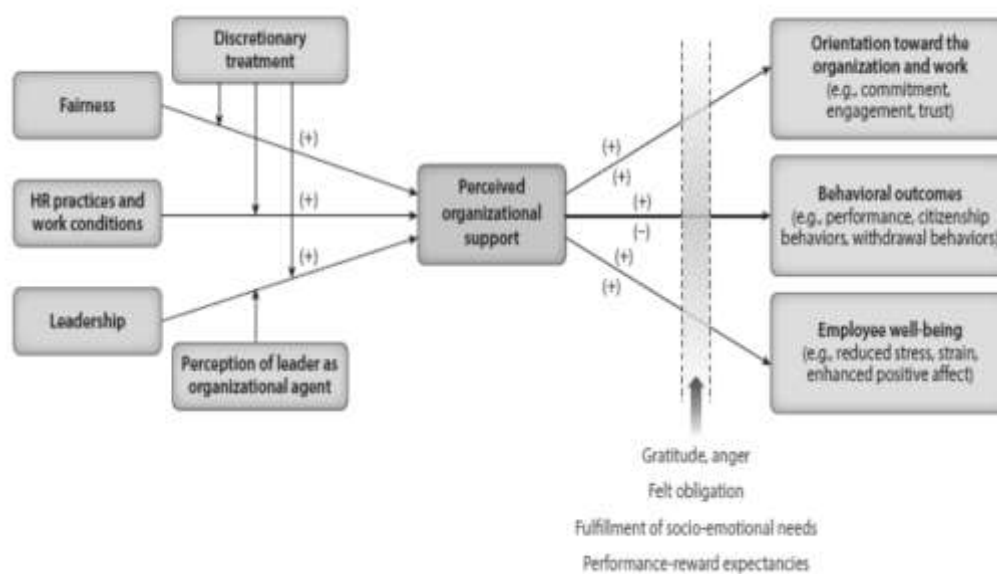 Discretionary
treatment
Fairness
(+)
HR practices and
work conditions
(+)
(+)
Leadership
Perception of leader as
organizational agent
Perceived
organizational
support
(+)
(+)
(+)
(–)
(+)
(+)
Orientation toward the
organization and work
(e.g., commitment,
engagement, trust)
Behavioral outcomes
(e.g., performance, citizenship
behaviors, withdrawal behaviors)
Employee well-being
(e.g., reduced stress, strain,
enhanced positive affect)
Gratitude, anger
Felt obligation
Fulfillment of socio-emotional needs
Performance-reward expectancies